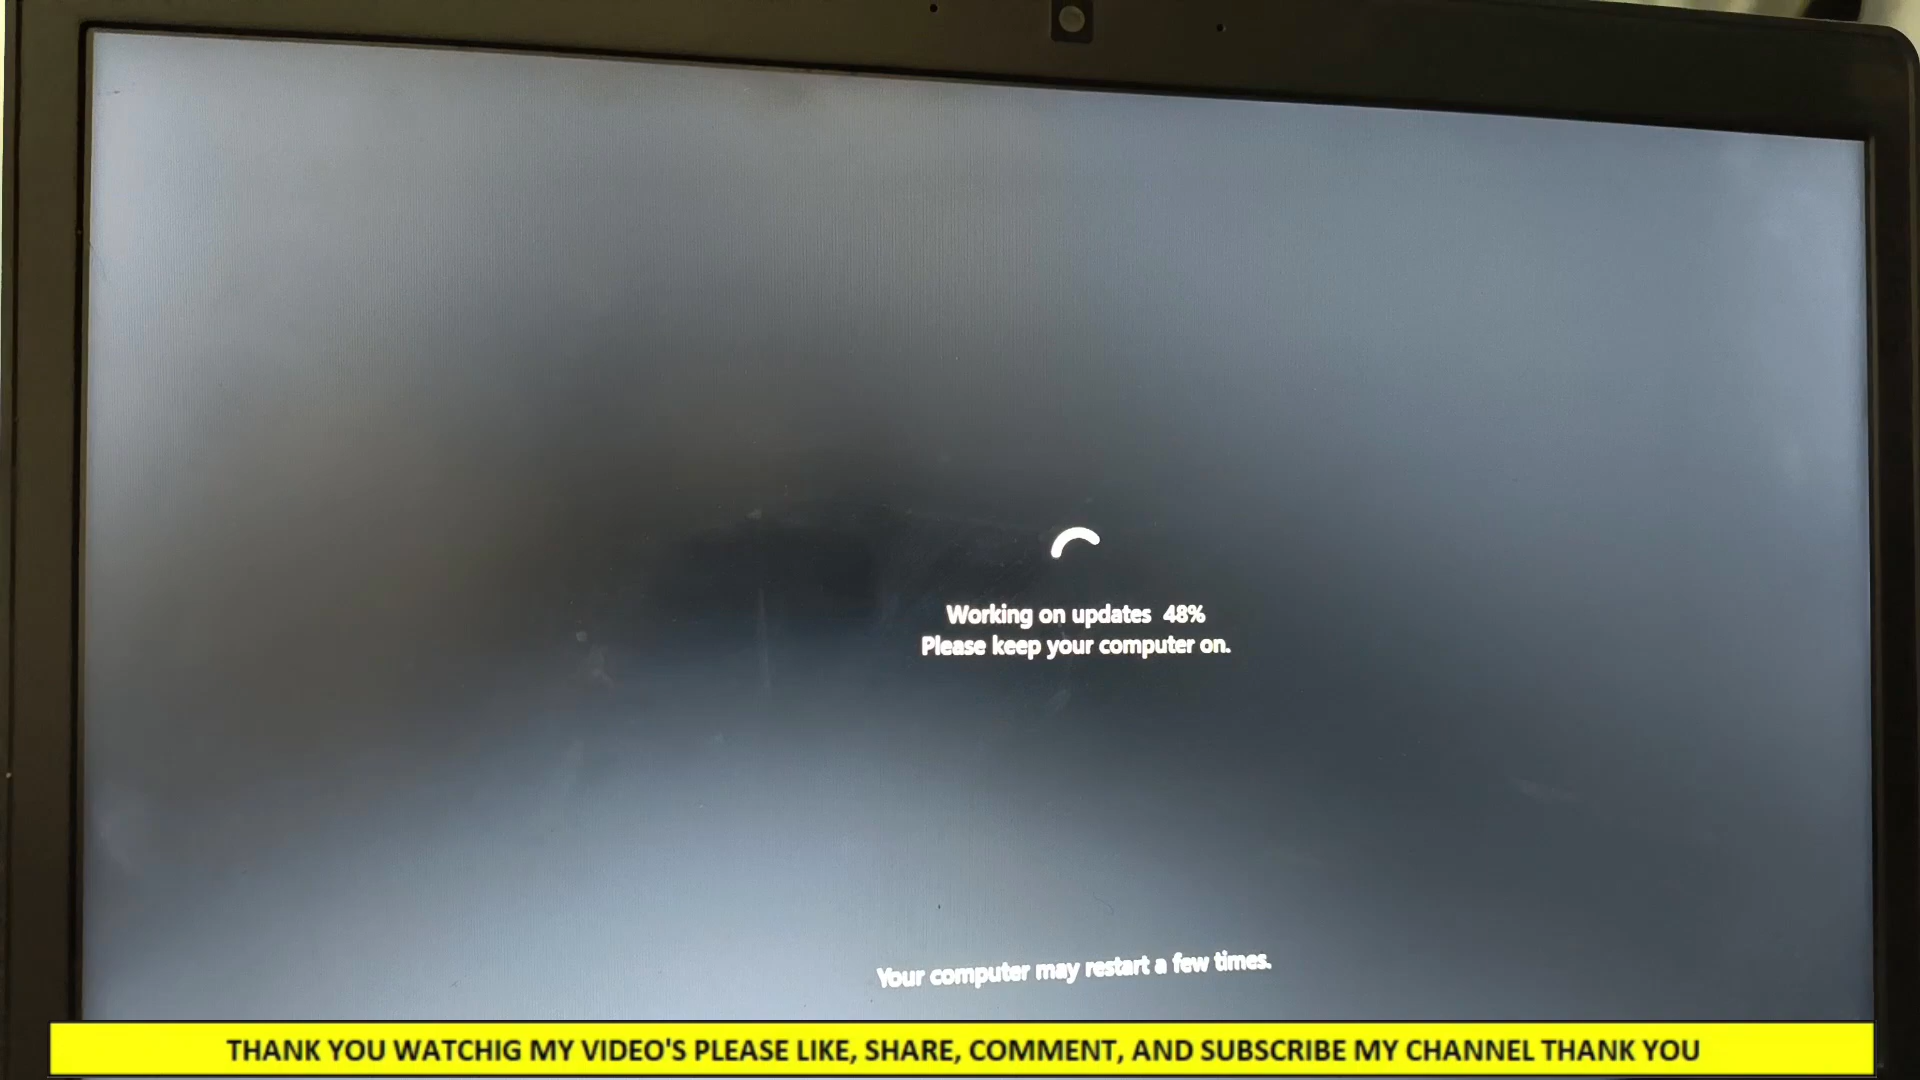 Working on updates 48%
Please keep your computer on.
Your computer may restart a few times.
THANK YOU WATCHIG MY VIDEO'S PLEASE LIKE, SHARE, COMMENT, AND SUBSCRIBE MY CHANNEL THANK YOU